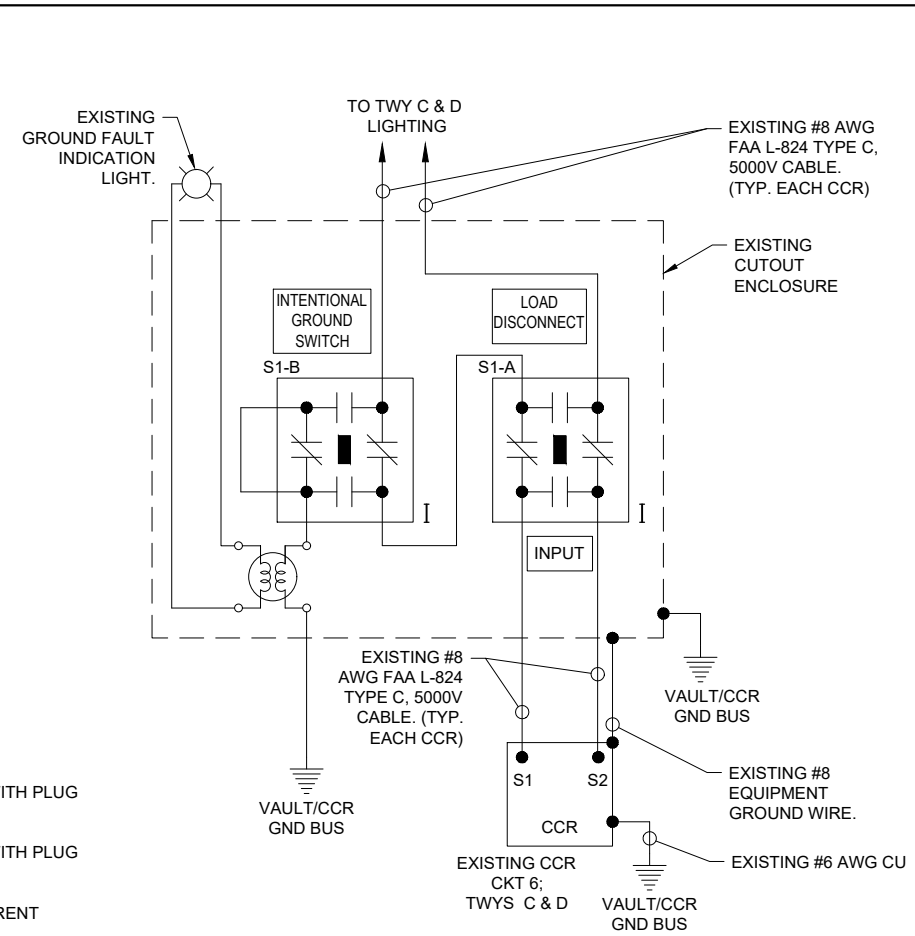 EXISTING
GROUND FAULT
INDICATION
LIGHT.
TO TWY C & D
LIGHTING
EXISTING #8 AWG
FAA L-824 TYPE C,
5000V CABLE.
(TYP. EACH CCR)
EXISTING
CUTOUT
ENCLOSURE
INTENTIONAL
GROUND
SWITCH
LOAD
DISCONNECT
S1-B
S1-A
I
I
INPUT
EXISTING #8
AWG FAA L-824
TYPE C, 5000V
CABLE. (TYP.
EACH CCR)
VAULT/CCR
GND BUS
S1
S2
CCR
EXISTING #8
EQUIPMENT
GROUND WIRE.
VAULT/CCR
GND BUS
EXISTING CCR
CKT 6;
TWYS C & D
EXISTING #6 AWG CU
VAULT/CCR
GND BUS
ITH PLUG
ITH PLUG
RENT